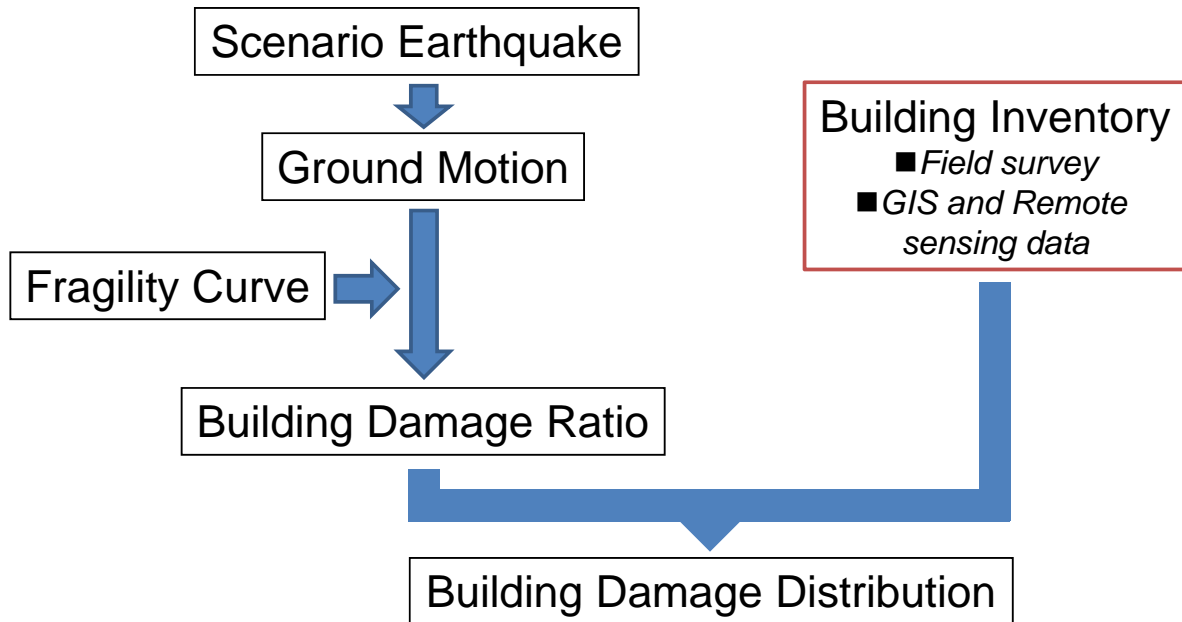 Scenario Earthquake
Ground Motion
Fragility Curve
Building Damage Ratio
Building Inventory
■Field survey
■GIS and Remote
sensing data
Building Damage Distribution